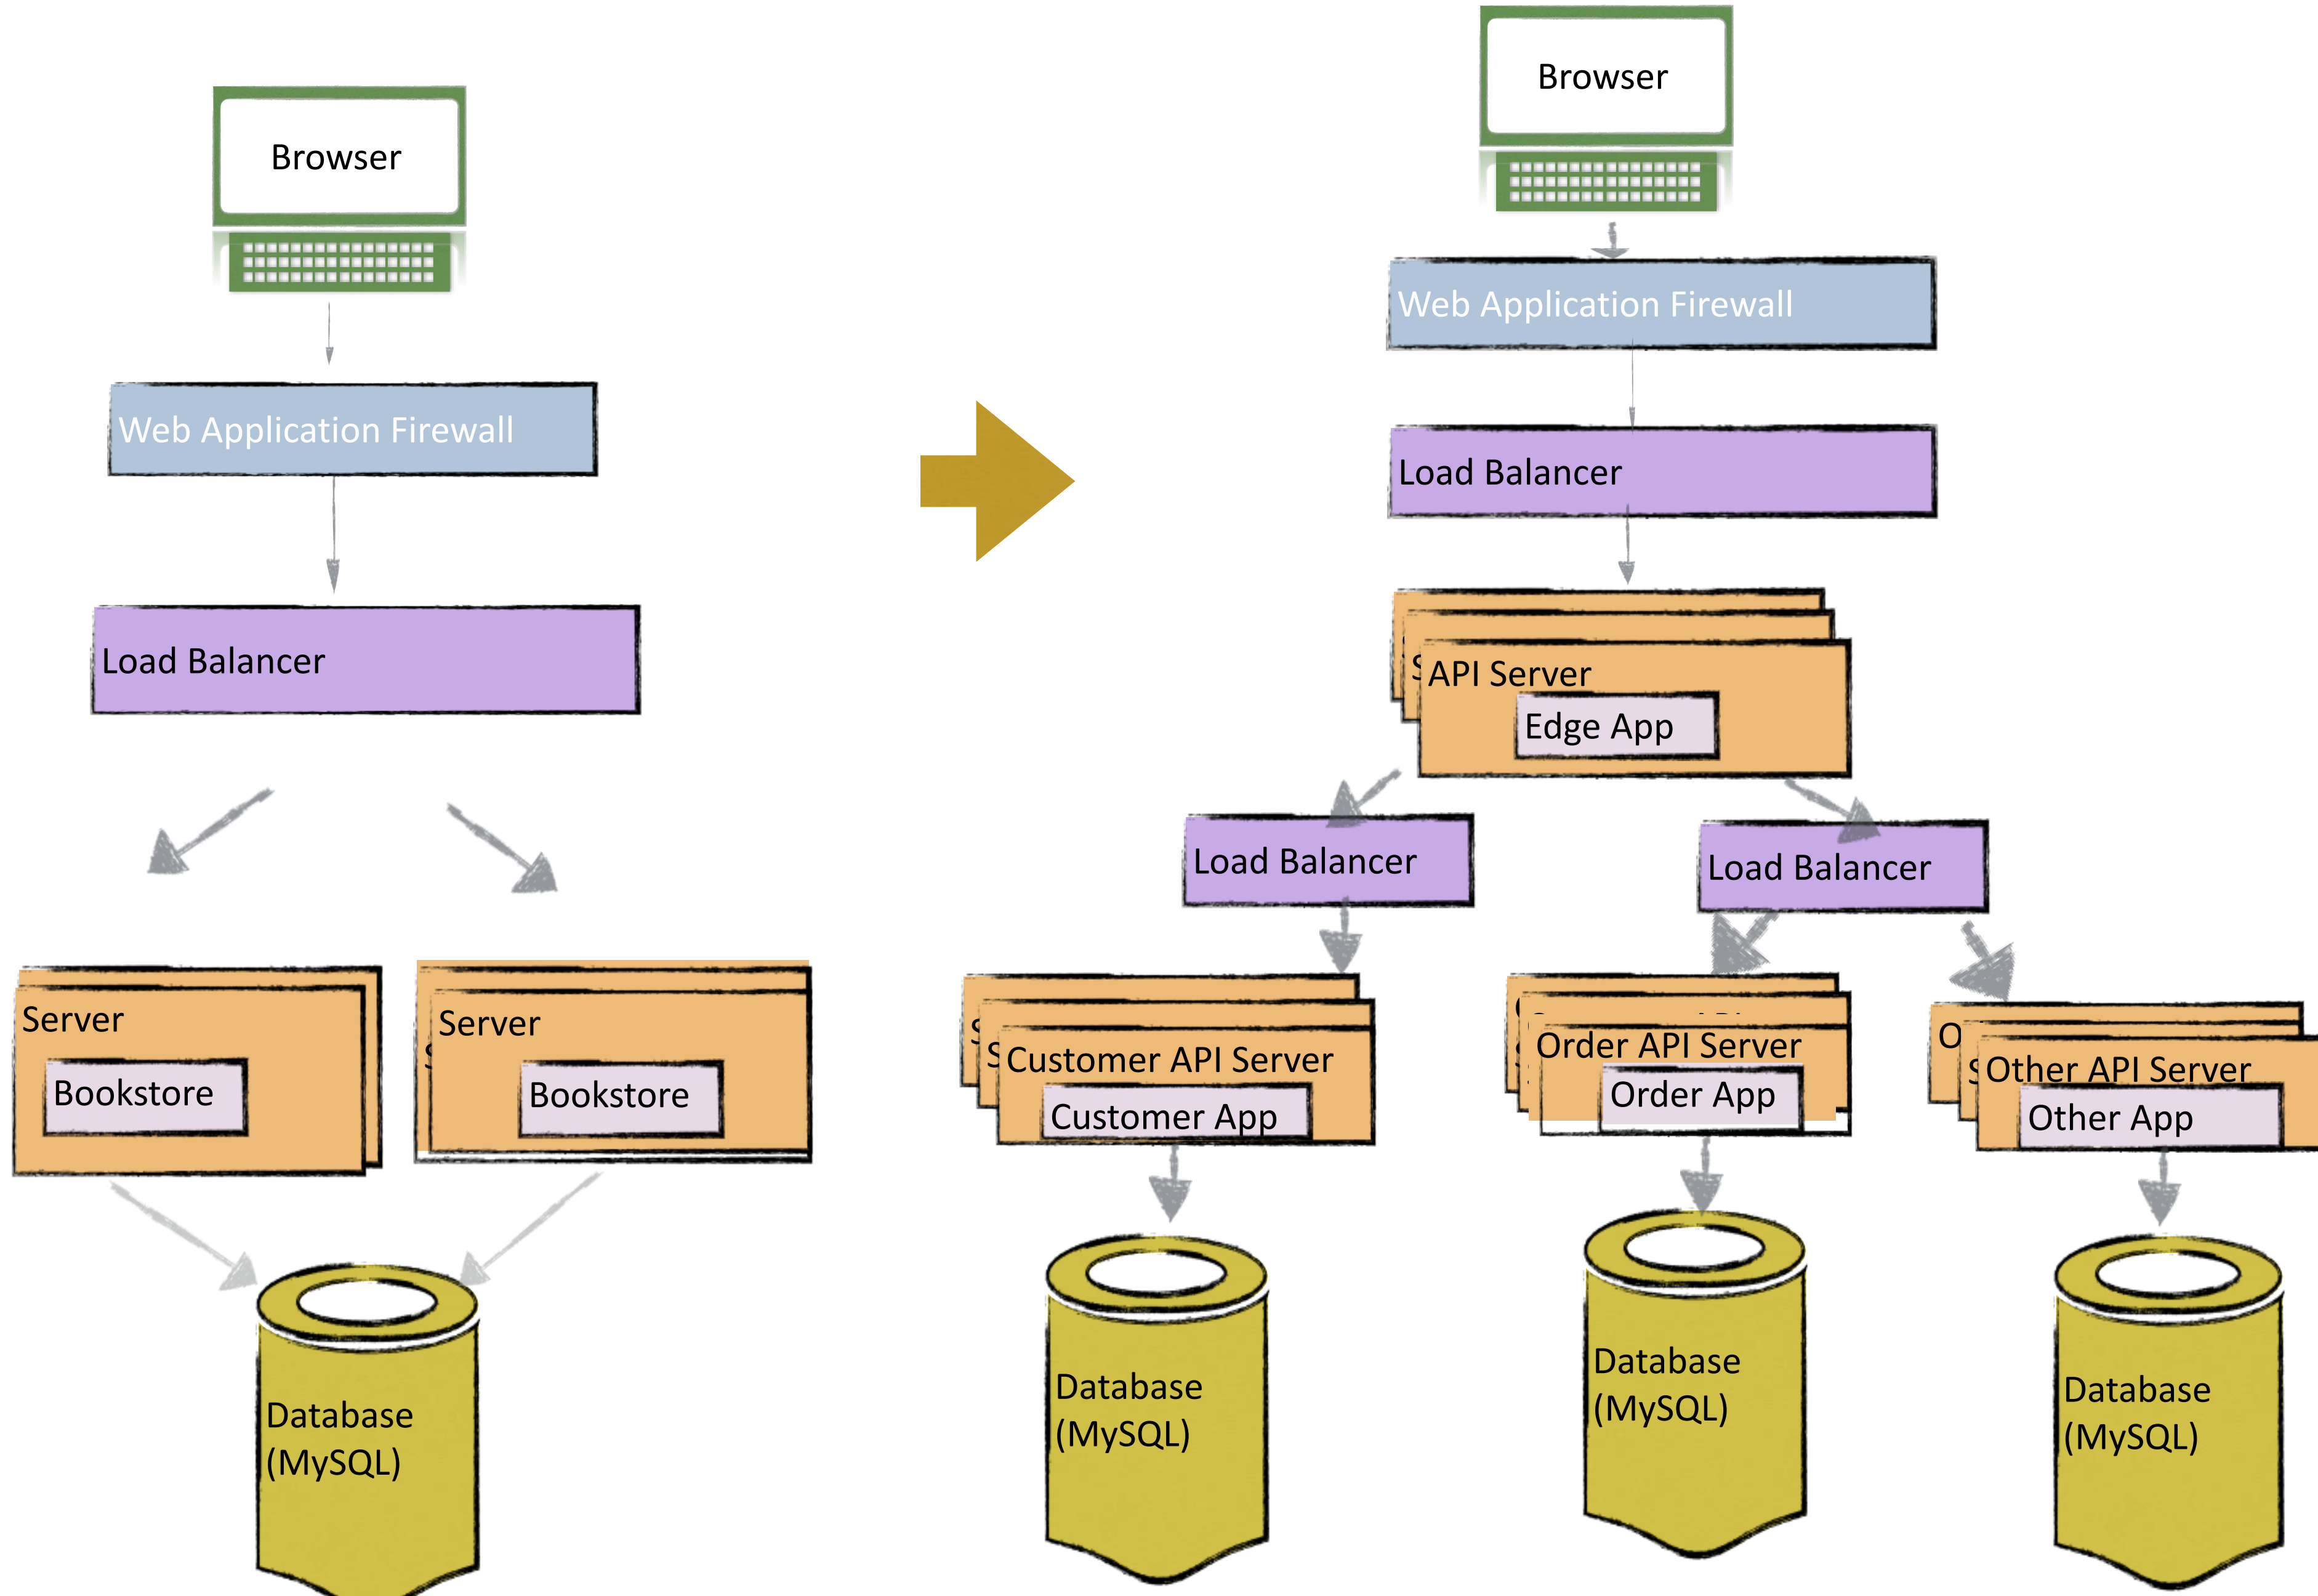 Browser
Web Application Firewall
Load Balancer
Server
Bookstore
Server
Bookstore
Database
(MySQL)
Browser
Web Application Firewall
Load Balancer
API Server
Edge App
Load Balancer
Load Balancer
Customer API Server
Customer App
Order API Server
Order App
Other API Server
Other App
Database
(MySQL)
Database
(MySQL)
Database
(MySQL)